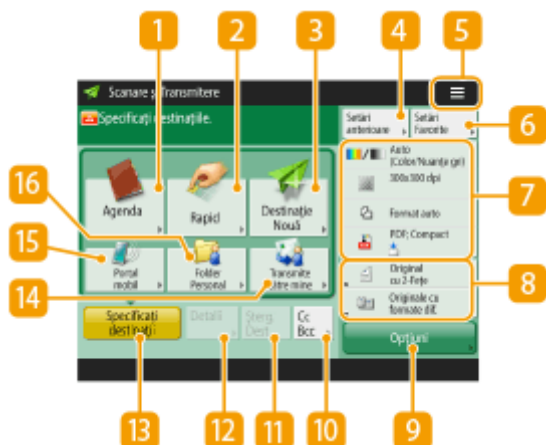 1 2 3 4 5
Scanare și Transmitere
Specificați destinațiile.
Setări anterioare
Setări Favorite
6
Auto (Color/Nuanțe gri)
300x300 dpi
7
Format auto
PDF; Compact
16
Agenda
Rapid
Destinație Nouă
15
Portal mobil
Folder Personal
Transmite către mine
14
Original cu 2-Fețe
8
Originale cu formate dif.
Specificați destinații
Detalii
Șterg. Dest.
Cc Bcc
Opțiuni
13 12 11 10 9